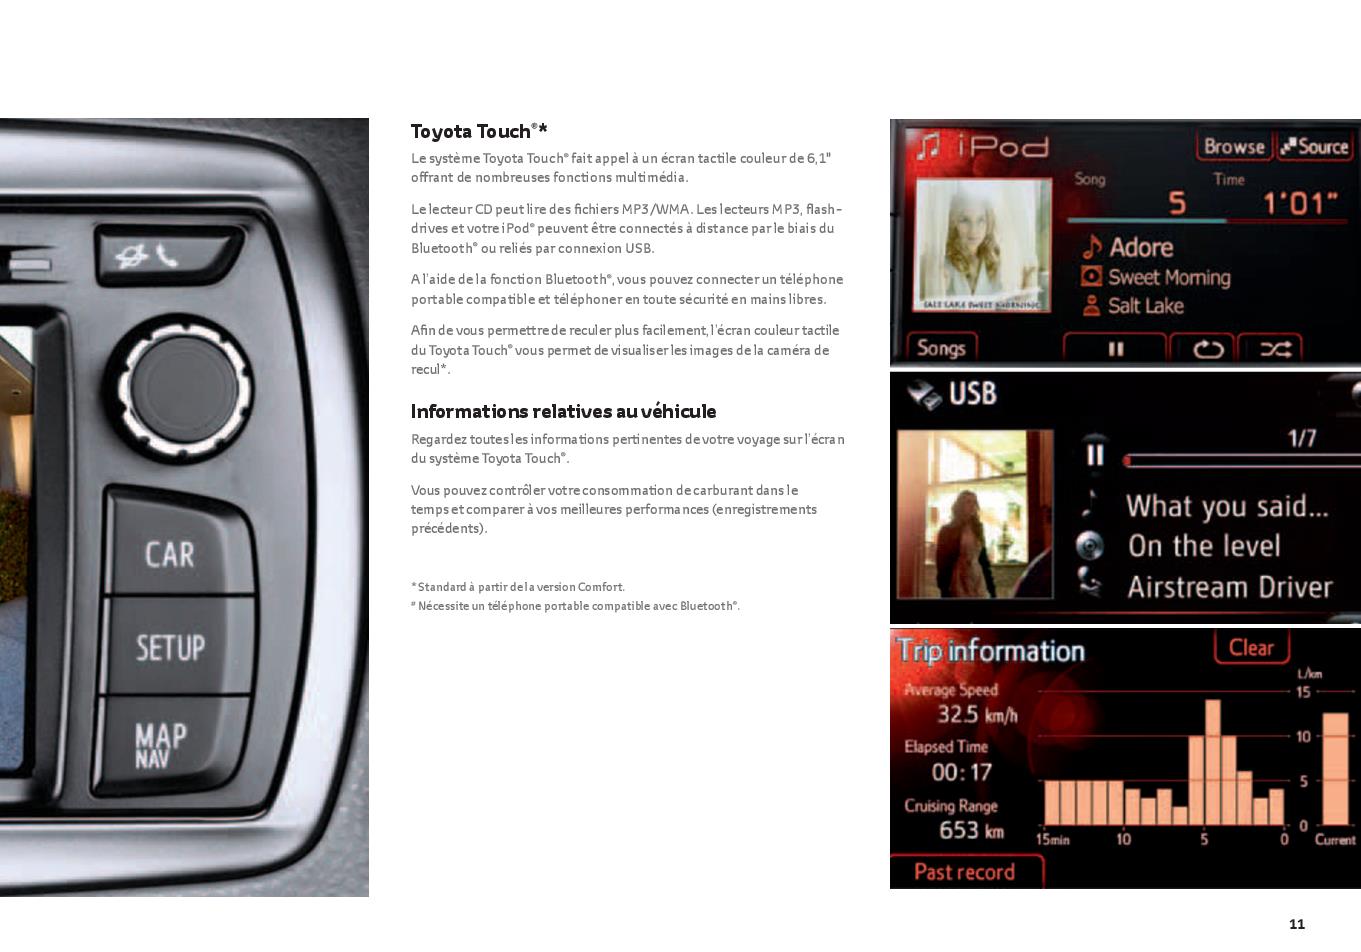 CAR
SETUP
MAP
NAV
Toyota Touch®*
Le système Toyota Touch® fait appel à un écran tactile couleur de 6,1"
offrant de nombreuses fonctions multimédia.
Le lecteur CD peut lire des fichiers MP3/WMA. Les lecteurs MP3, flash-
drives et votre iPod® peuvent être connectés à distance par le biais du
Bluetooth® ou reliés par connexion USB.
A l'aide de la fonction Bluetooth®, vous pouvez connecter un téléphone
portable compatible et téléphoner en toute sécurité en mains libres.
Afin de vous permettre de reculer plus facilement, l'écran couleur tactile
du Toyota Touch® vous permet de visualiser les images de la caméra de
recul*.
Informations relatives au véhicule
Regardez toutes les informations pertinentes de votre voyage sur l'écran
du système Toyota Touch®.
Vous pouvez contrôler votre consommation de carburant dans le
temps et comparer à vos meilleures performances (enregistrements
précédents).
* Standard à partir de la version Comfort.
# Nécessite un téléphone portable compatible avec Bluetooth®.
iPod
Browse
Source
Song
Time
5
1'01"
Adore
Sweet Morning
Salt Lake
SALT LAKE SWEET MORNING
Songs
USB
1/7
What you said...
On the level
Airstream Driver
Trip information
Clear
L/km
Average Speed
32.5 km/h
Elapsed Time
00:17
Cruising Range
653 km
15
10
5
0
15min
10
5
0
Current
Past record
11